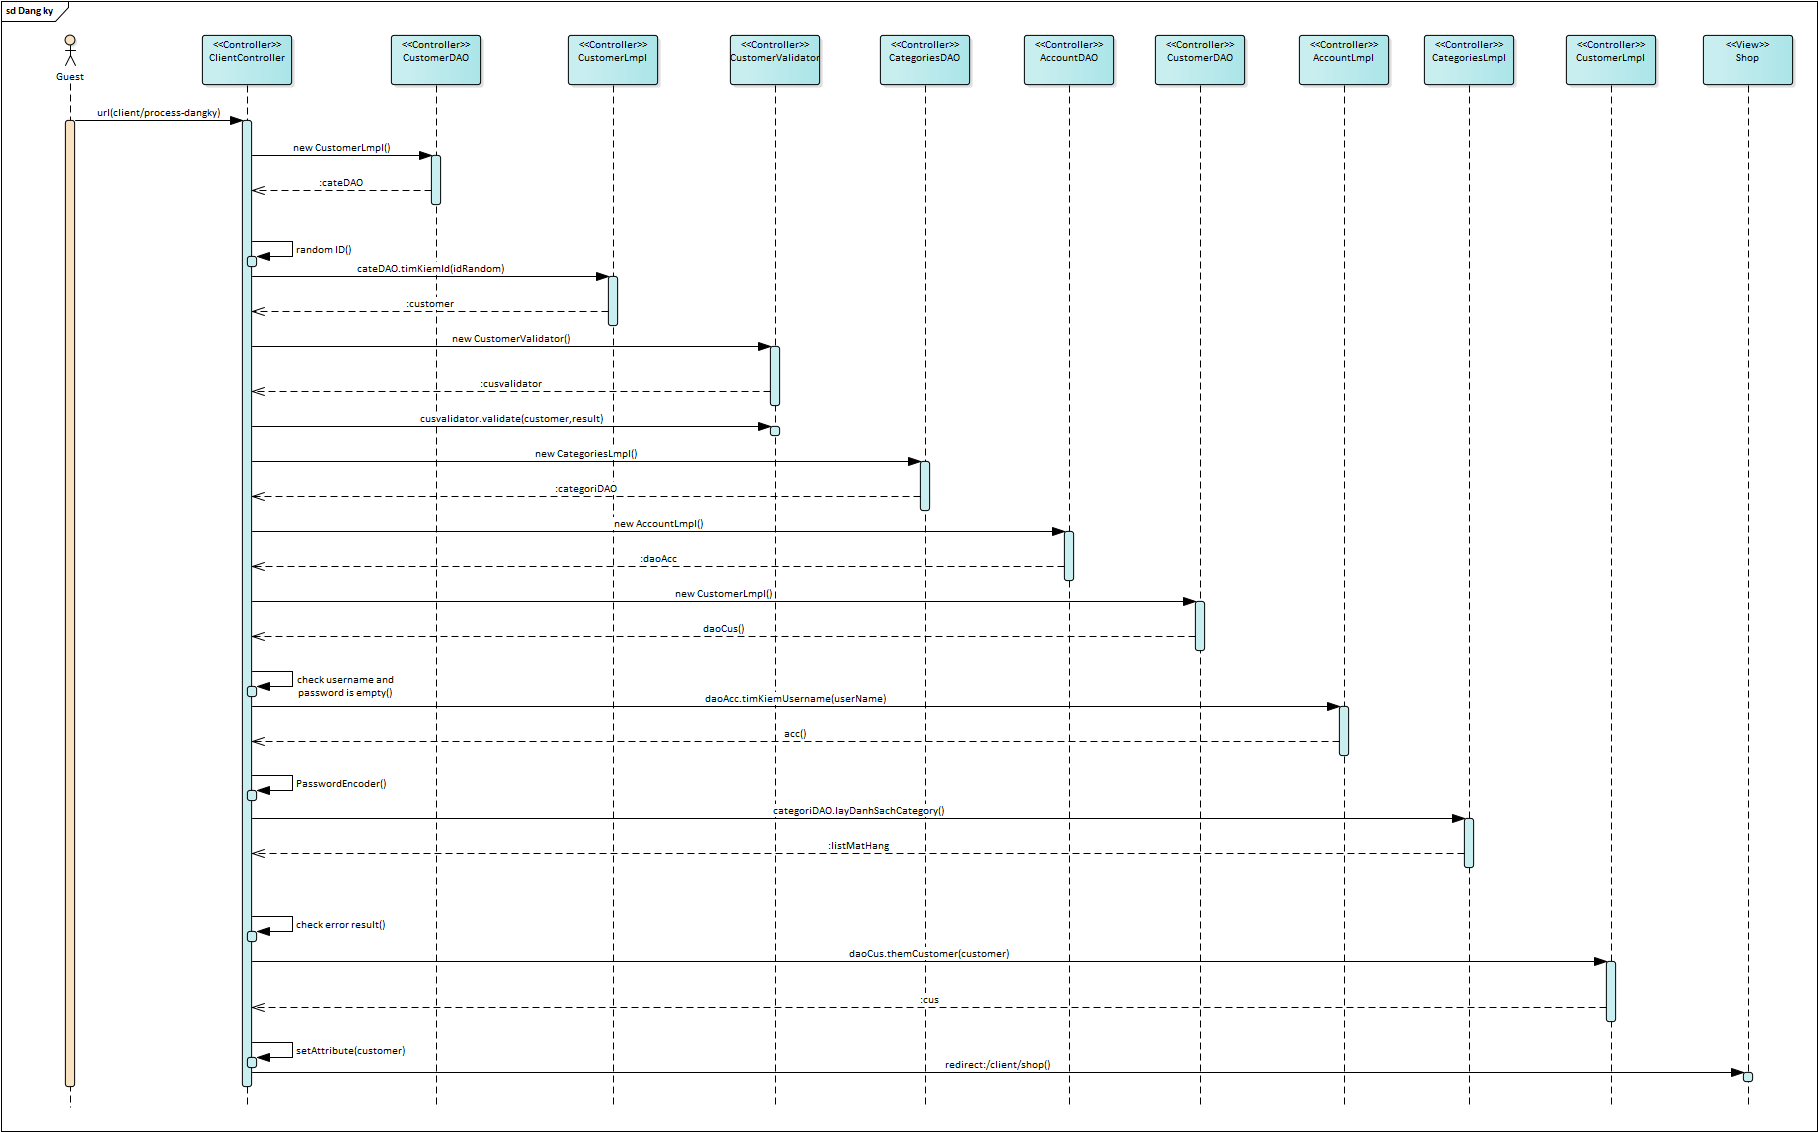 sd Dang ky
Guest
<<Controller>>
ClientController
<<Controller>>
CustomerDAO
<<Controller>>
CustomerLmpl
<<Controller>>
CustomerValidator
<<Controller>>
CategoriesDAO
<<Controller>>
AccountDAO
<<Controller>>
CustomerDAO
<<Controller>>
AccountLmpl
<<Controller>>
CategoriesLmpl
<<Controller>>
CustomerLmpl
<<View>>
Shop
url(client/process-dangky)
new CustomerLmpl()
:cateDAO
random ID()
cateDAO.timKiemId(idRandom)
:customer
new CustomerValidator()
:cusvalidator
cusvalidator.validate(customer,result)
new CategoriesLmpl()
:categoriDAO
new AccountLmpl()
:daoAcc
new CustomerLmpl()
daoCus()
check username and
password is empty()
daoAcc.timKiemUsername(userName)
acc()
PasswordEncoder()
categoriDAO.layDanhSachCategory()
:listMatHang
check error result()
daoCus.themCustomer(customer)
:cus
setAttribute(customer)
redirect:/client/shop()